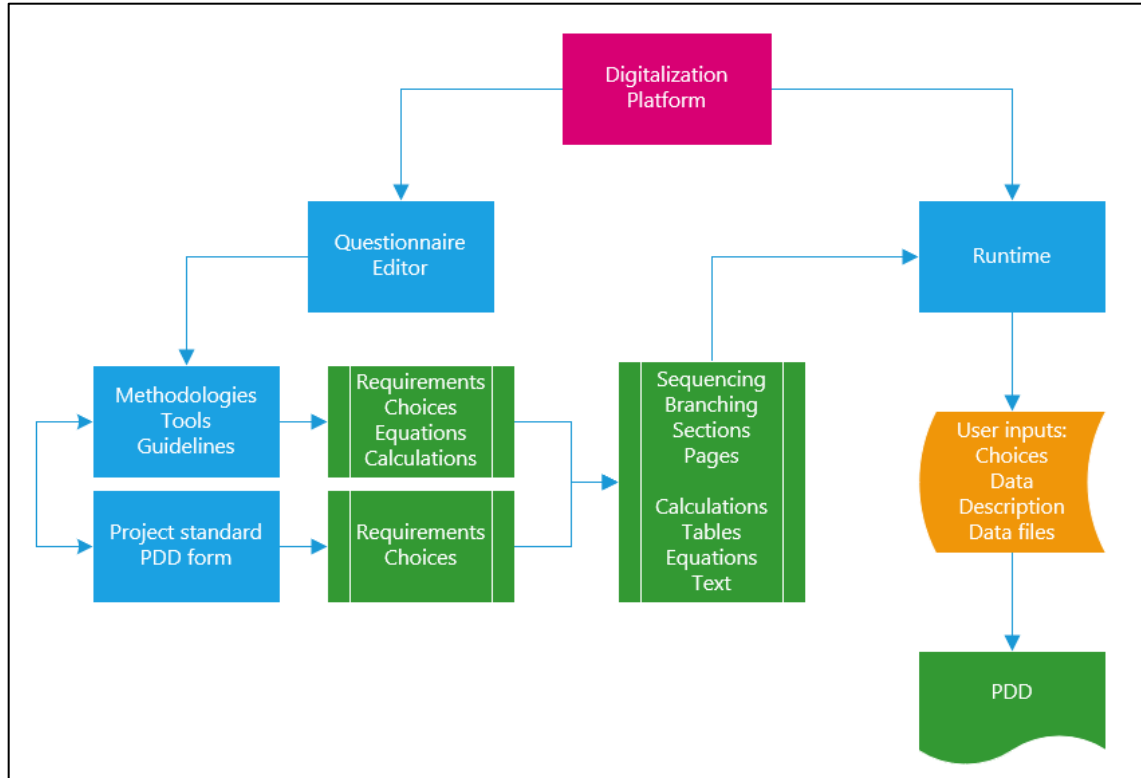 Digitalization
Platform
Questionnaire
Editor
Runtime
Methodologies
Tools
Guidelines
Requirements
Choices
Equations
Calculations
Sequencing
Branching
Sections
Pages
Calculations
Tables
Equations
Text
User inputs:
Choices
Data
Description
Data files
Project standard
PDD form
Requirements
Choices
PDD